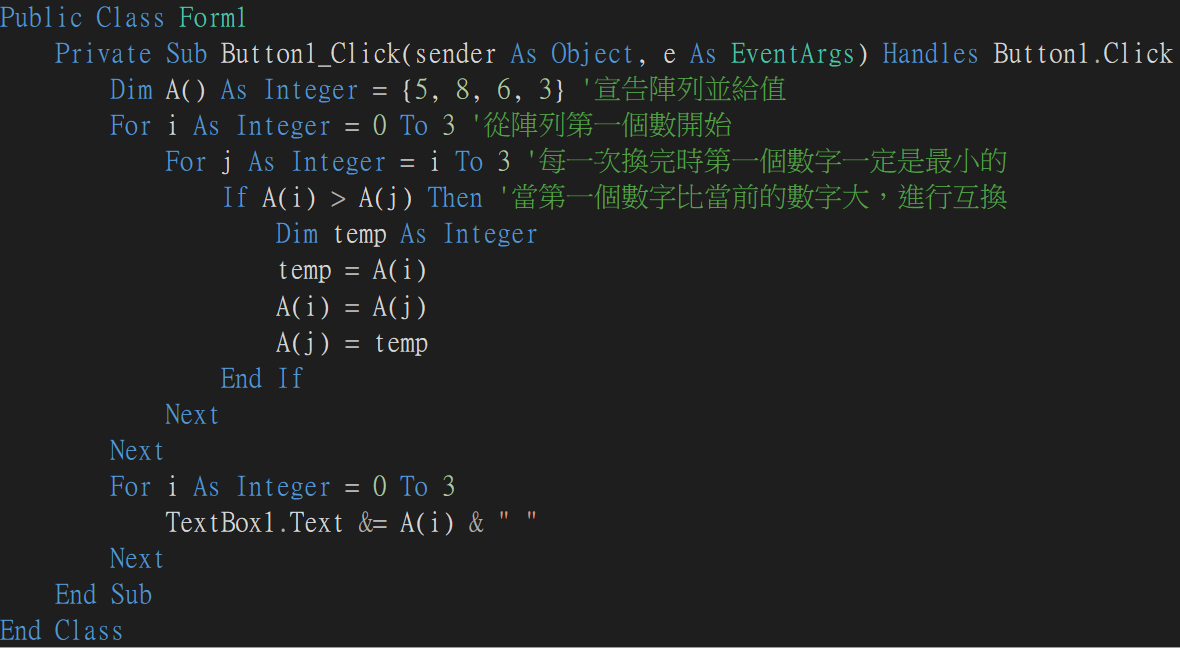 Public Class Form1
    Private Sub Button1_Click(sender As Object, e As EventArgs) Handles Button1.Click
        Dim A() As Integer = {5, 8, 6, 3} '宣告陣列並給值
        For i As Integer = 0 To 3 '從陣列第一個數開始
            For j As Integer = i To 3 '每一次換完時第一個數字一定是最小的
                If A(i) > A(j) Then '當第一個數字比當前的數字大，進行互換
                    Dim temp As Integer
                    temp = A(i)
                    A(i) = A(j)
                    A(j) = temp
                End If
            Next
        Next
        For i As Integer = 0 To 3
            TextBox1.Text &= A(i) & " "
        Next
    End Sub
End Class